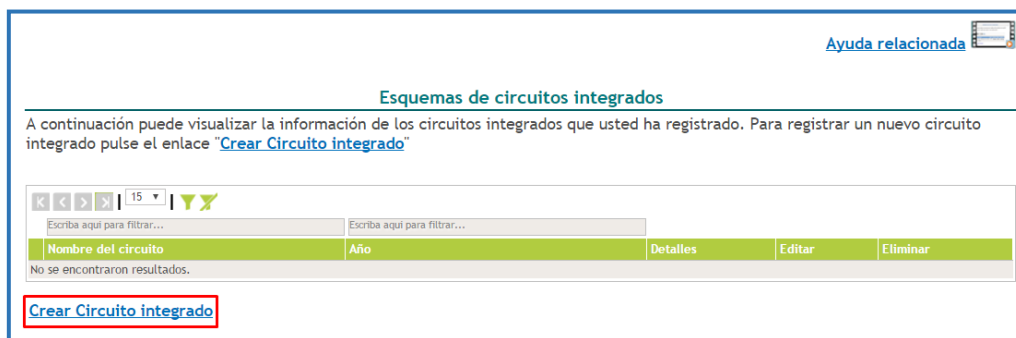 Ayuda relacionada
Esquemas de circuitos integrados
A continuación puede visualizar la información de los circuitos integrados que usted ha registrado. Para registrar un nuevo circuito
integrado pulse el enlace "Crear Circuito integrado"
15
Escriba aqui para filtrar... Escriba aqui para filtrar...
Nombre del circuito Año Detalles Editar Eliminar
No se encontraron resultados.
Crear Circuito integrado